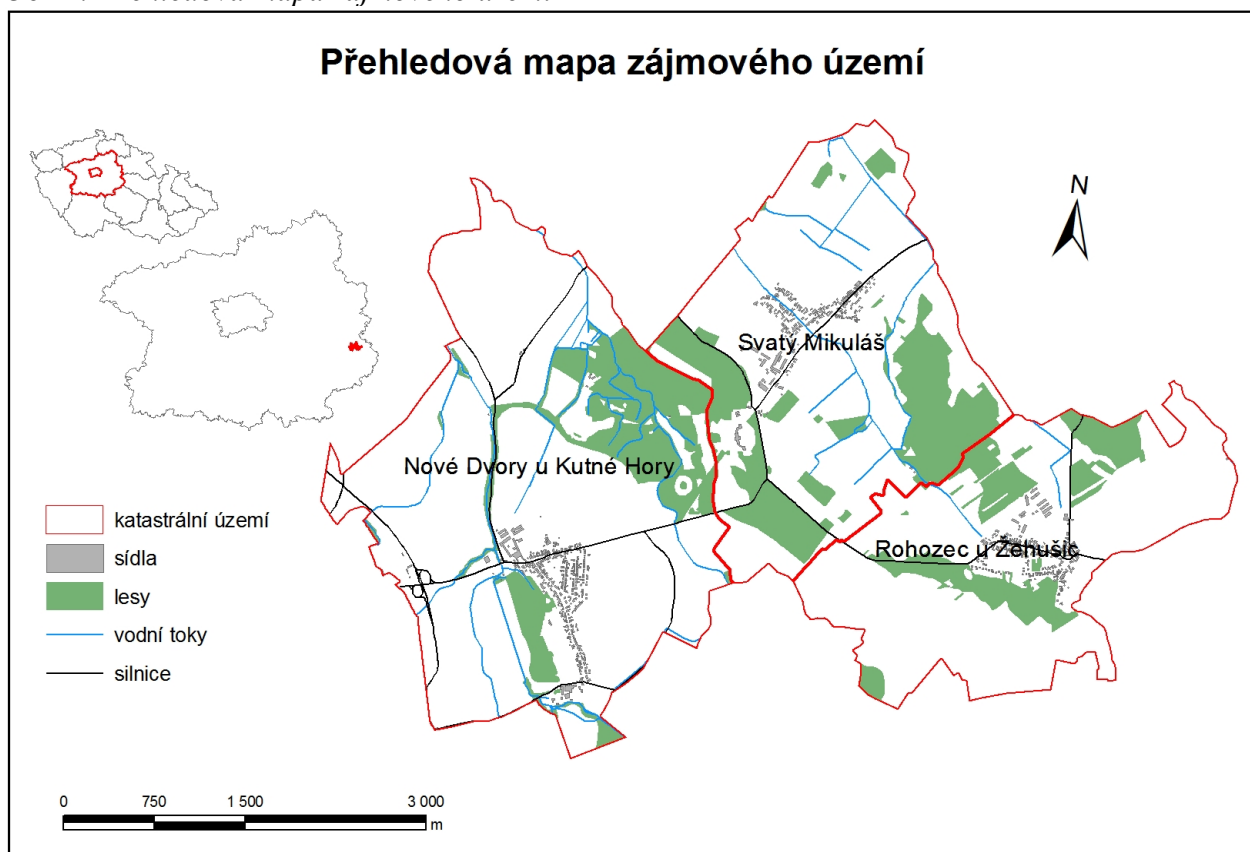 Přehledová mapa zájmového území
N
Svatý Mikuláš
Nové Dvory u Kutné Hory
Rohozec u Žehušic
katastrální území
sídla
lesy
vodní toky
silnice
0 750 1 500 3 000
m